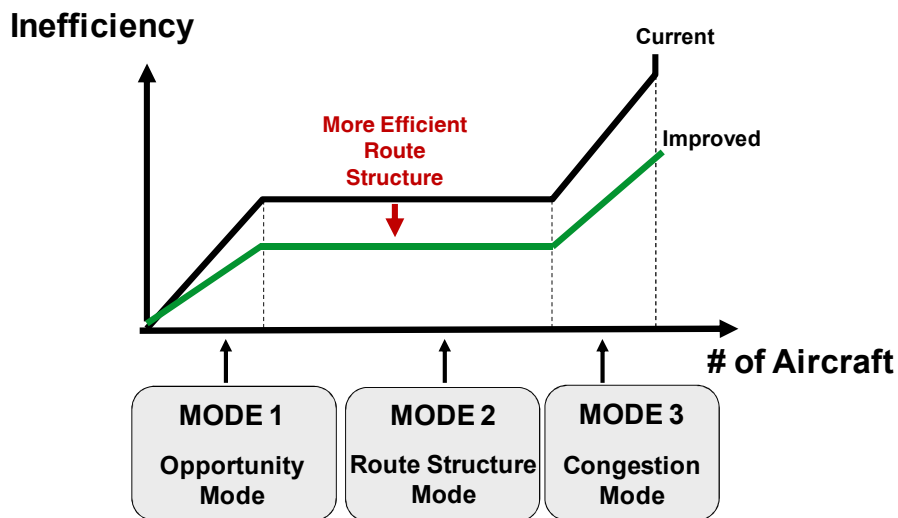 Inefficiency
Current
More Efficient
Route
Structure
Improved
# of Aircraft
MODE 1
Opportunity
Mode
MODE 2
Route Structure
Mode
MODE 3
Congestion
Mode